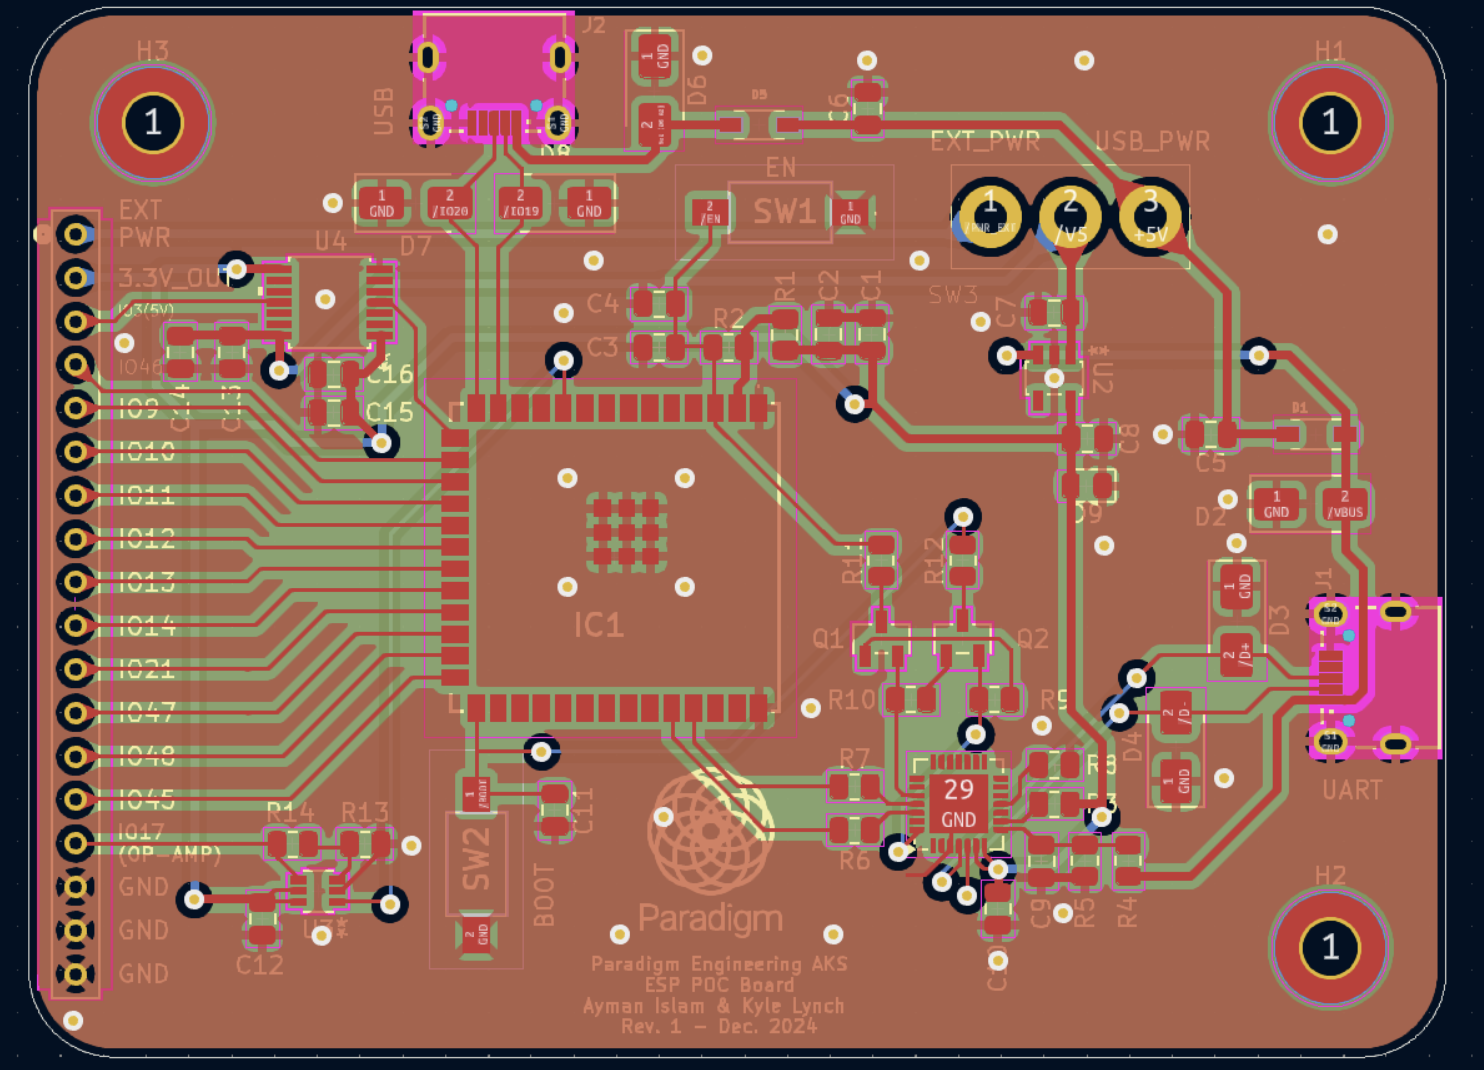 J2
H3
H1
1
GND
D6
USB
2
D5
C6
1
1
EXT_PWR
USB_PWR
D8
EN
1
GND
2
/IO20
2
/IO19
1
GND
2
/EN
SW1
1
GND
1
/PWR_EXT
2
/V5
3
+5V
EXT
PWR
U4
D7
3.3V_OUT
IO3(5V)
C4
R1
C2
C1
SW3
C7
R2
C3
**
U2
IO46
C16
C14
C13
C15
IO9
D1
C8
C5
IO10
IO11
1
GND
2
/VBUS
D2
IO12
IO13
R12
1
GND
J1
D3
IO14
IC1
Q1
Q2
2
/D+
IO21
R10
R9
IO47
2
/D-
D4
IO48
R7
R8
1
GND
UART
IO45
1
/BOOT
C11
29
GND
R3
R14
R13
IO17
(OP-AMP)
R6
SW2
GND
BOOT
C9
R5
R4
H2
Paradigm
U3*
GND
2
GND
1
C12
C10
GND
Paradigm Engineering AKS
ESP POC Board
Ayman Islam & Kyle Lynch
Rev. 1 - Dec. 2024